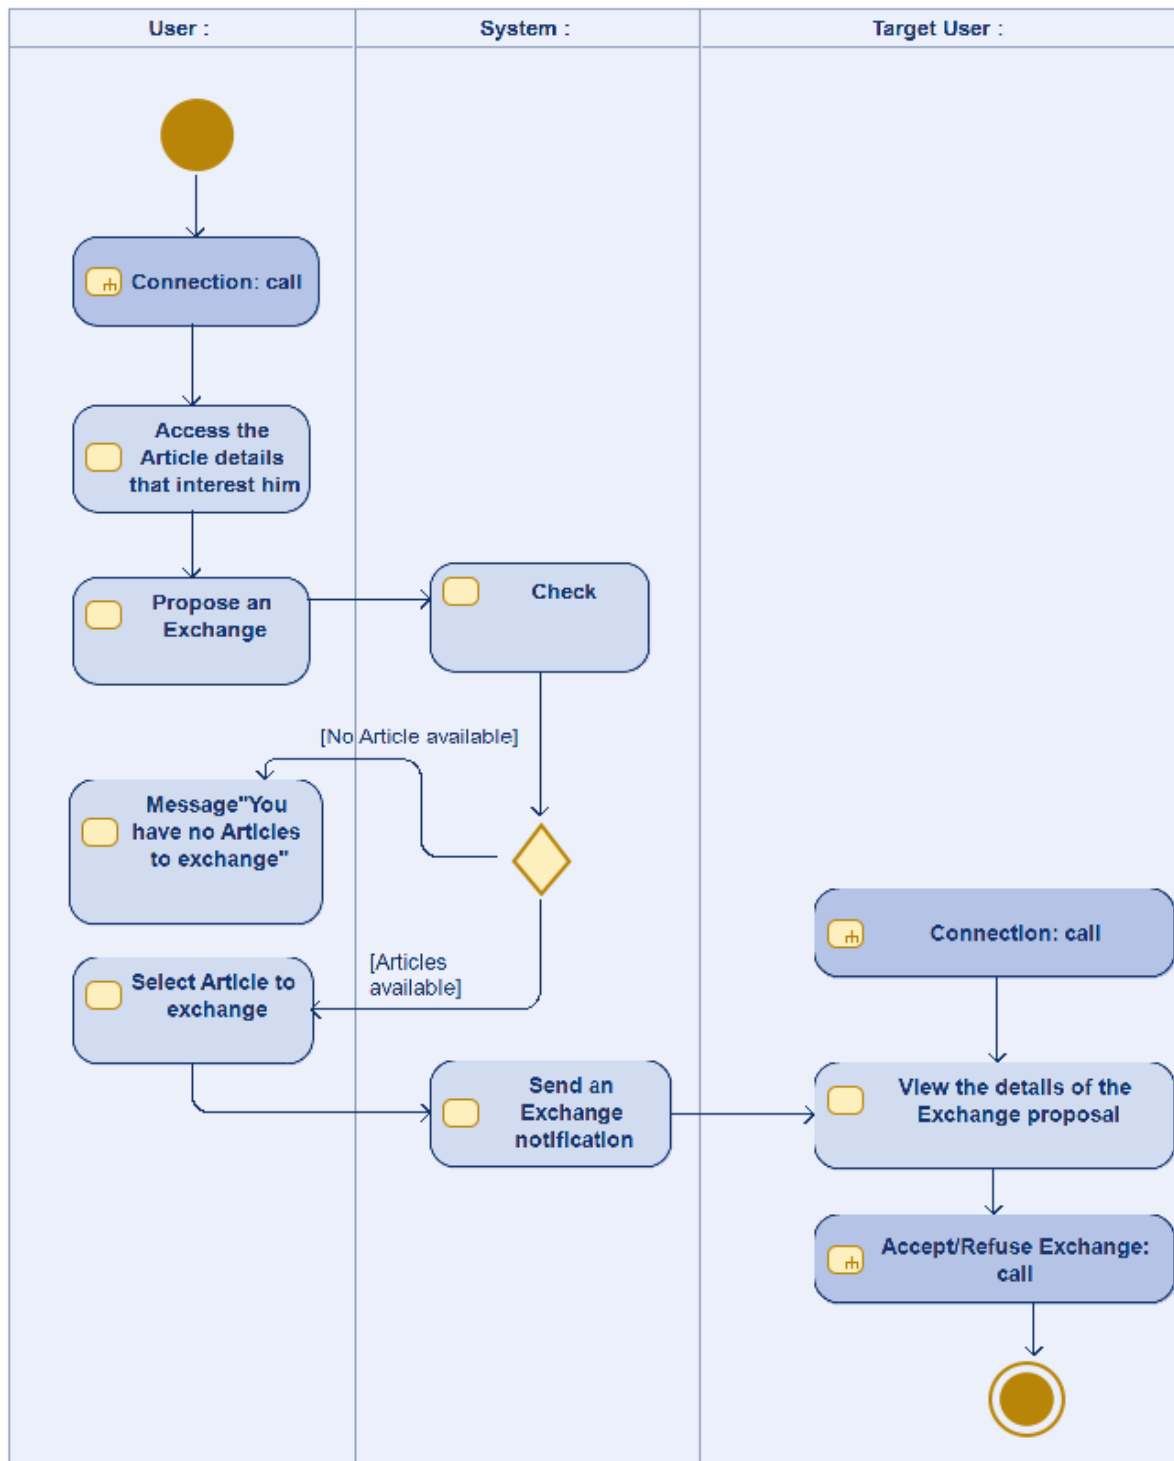 User :
System :
Target User :
Connection: call
Access the
Article details
that interest him
Propose an
Exchange
Check
[No Article available]
Message"You
have no Articles
to exchange"
[Articles
available]
Select Article to
exchange
Connection: call
Send an
Exchange
notification
View the details of the
Exchange proposal
Accept/Refuse Exchange:
call